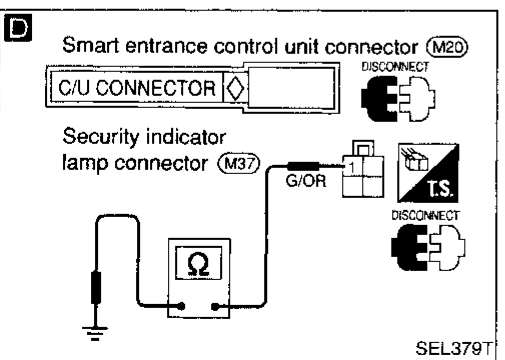 D
Smart entrance control unit connector M20
DISCONNECT
C/U CONNECTOR
Security indicator
lamp connector M37
G/OR
1
T.S.
DISCONNECT
Ω
SEL379T